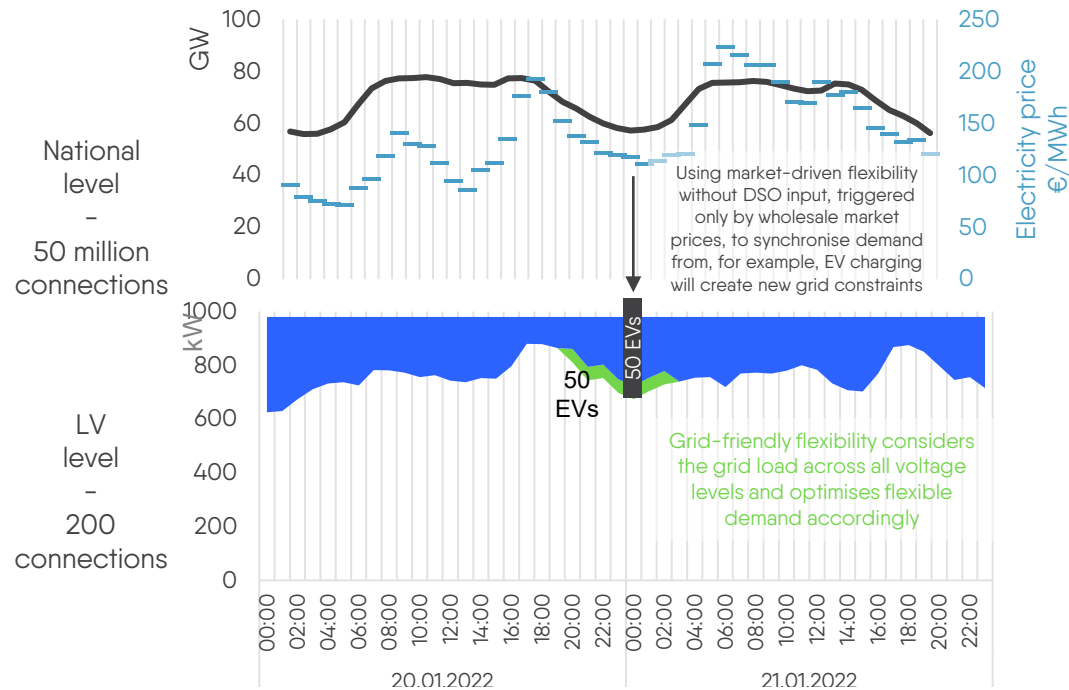 100
80
60
40
20
0
GW
250
200
150
100
50
0
Electricity price
€/MWh
National
level
-
50 million
connections
Using market-driven flexibility
without DSO input, triggered
only by wholesale market
prices, to synchronise demand
from, for example, EV charging
will create new grid constraints
1000
800
600
400
200
0
kW
50 EVs
50
EVs
LV
level
-
200
connections
Grid-friendly flexibility considers
the grid load across all voltage
levels and optimises flexible
demand accordingly
00:00
02:00
04:00
06:00
08:00
10:00
12:00
14:00
16:00
18:00
20:00
22:00
00:00
02:00
04:00
06:00
08:00
10:00
12:00
14:00
16:00
18:00
20:00
22:00
20.01.2022
21.01.2022